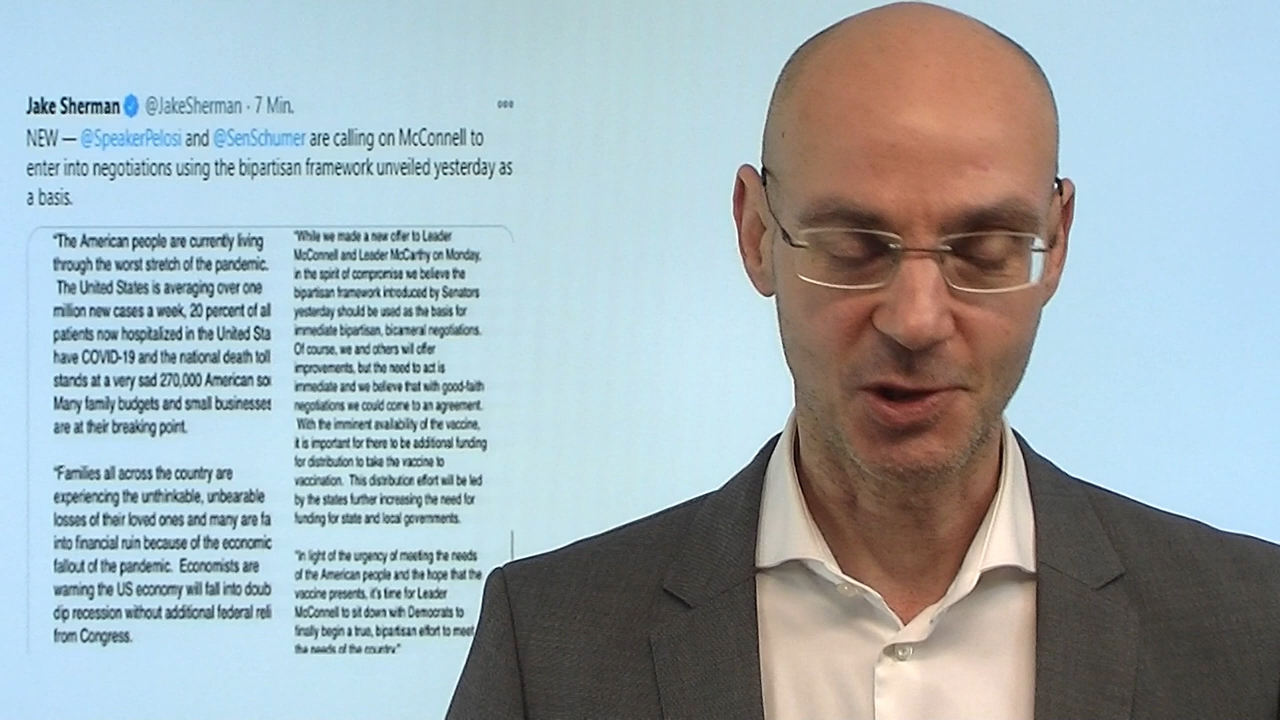 Jake Sherman @JakeSherman · 7 Min.
NEW — @SpeakerPelosi and @SenSchumer are calling on McConnell to
enter into negotiations using the bipartisan framework unveiled yesterday as
a basis.
"The American people are currently living
through the worst stretch of the pandemic.
The United States is averaging over one
million new cases a week, 20 percent of all
patients now hospitalized in the United Sta
have COVID-19 and the national death toll
stands at a very sad 270,000 American so
Many family budgets and small businesses
are at their breaking point.
"Families all across the country are
experiencing the unthinkable, unbearable
losses of their loved ones and many are fa
into financial ruin because of the economic
fallout of the pandemic. Economists are
warning the US economy will fall into doub
dip recession without additional federal reli
from Congress.
"While we made a new offer to Leader
McConnell and Leader McCarthy on Monday,
in the spirit of compromise we believe the
bipartisan framework introduced by Senators
yesterday should be used as the basis for
immediate bipartisan, bicameral negotiations.
Of course, we and others will offer
improvements, but the need to act is
immediate and we believe that with good-faith
negotiations we could come to an agreement.
With the imminent availability of the vaccine,
it is important for there to be additional funding
for distribution to take the vaccine to
vaccination. This distribution effort will be led
by the states further increasing the need for
funding for state and local governments.
"In light of the urgency of meeting the needs
of the American people and the hope that the
vaccine presents, it's time for Leader
McConnell to sit down with Democrats to
finally begin a true, bipartisan effort to meet
the needs of the country"